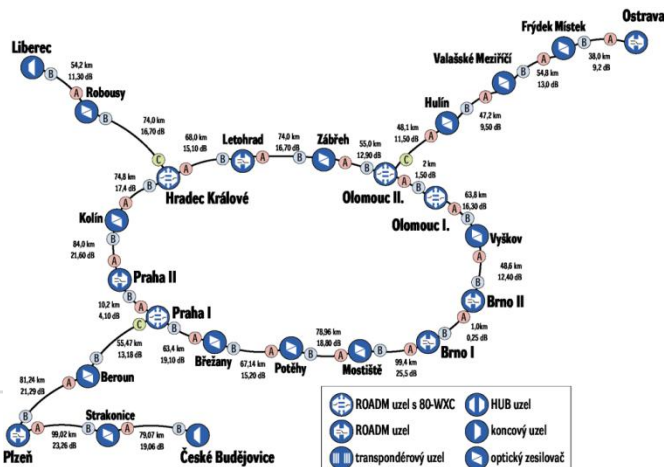 Ostrava
Frýdek Místek
B
A
38,0 km
9,2 dB
Valašské Meziříčí
B
A
54,8 km
13,0 dB
Liberec
54,2 km
11,30 dB
B
A
Robousy
B
74,0 km
16,70 dB
C
Hulín
B
A
47,2 km
9,50 dB
48,1 km
11,50 dB
A
C
68,0 km
15,10 dB
A
B
Letohrad
A
74,0 km
16,70 dB
B
Zábřeh
A
55,0 km
12,90 dB
B
Hradec Králové
74,8 km
17,4 dB
B
A
Kolín
Olomouc II.
2 km
1,50 dB
A
B
Olomouc I.
63,8 km
16,30 dB
A
B
Vyškov
84,0 km
21,60 dB
B
A
Praha II
A
48,6 km
12,40 dB
B
Brno II
10,2 km
4,10 dB
B
A
Praha I
C
B
A
1,0km
0,25 dB
B
Brno I
55,47 km
13,18 dB
63,4 km
19,10 dB
A
Břežany
B
67,14 km
15,20 dB
A
Potěhy
B
78,96 km
18,80 dB
A
Mostiště
B
99,4 km
25,5 dB
A
B
Beroun
A
81,24 km
21,29 dB
B
Plzeň
A
99,02 km
23,26 dB
B
Strakonice
A
79,07 km
19,06 dB
B
České Budějovice
ROADM uzel s 80-WXC
HUB uzel
ROADM uzel
koncový uzel
transpondérový uzel
optický zesilovač